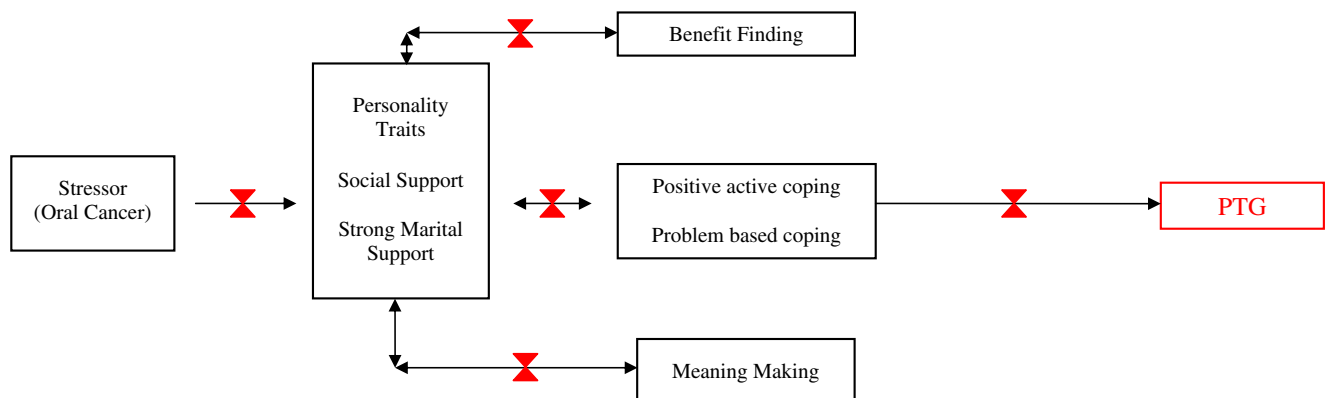 Benefit Finding
Personality
Traits
Social Support
Strong Marital
Support
Stressor
(Oral Cancer)
Positive active coping
Problem based coping
PTG
Meaning Making